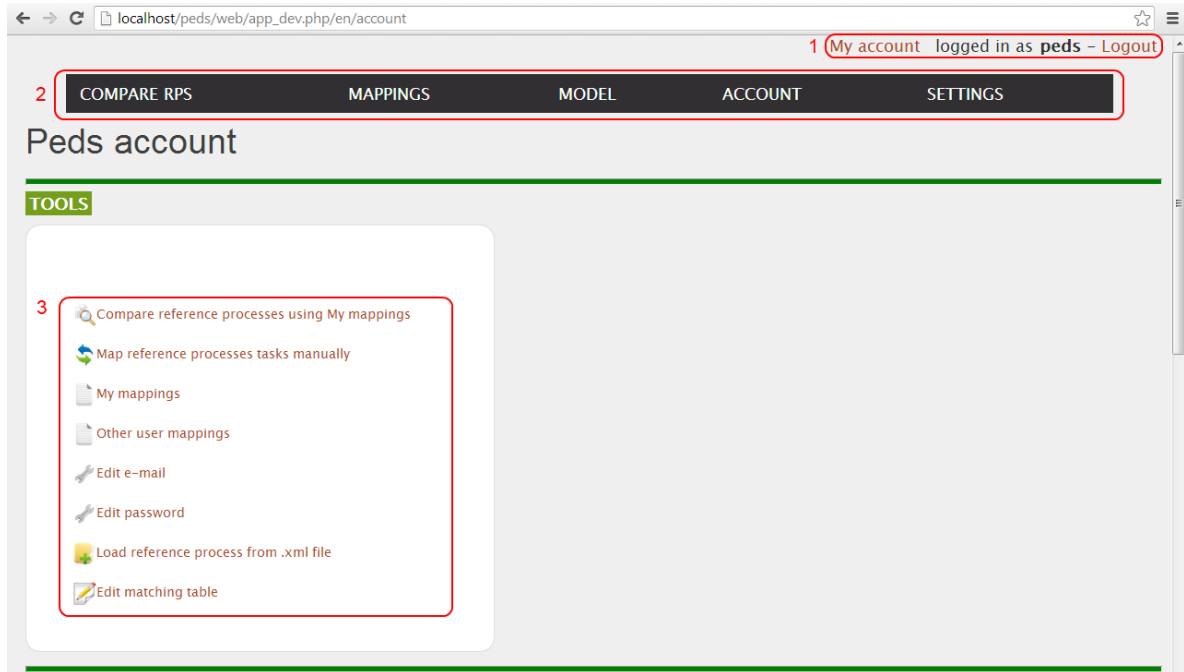 localhost/peds/web/app_dev.php/en/account
1 My account logged in as peds - Logout
2 COMPARE RPS MAPPINGS MODEL ACCOUNT SETTINGS
Peds account
TOOLS
3 Compare reference processes using My mappings
Map reference processes tasks manually
My mappings
Other user mappings
Edit e-mail
Edit password
Load reference process from .xml file
Edit matching table